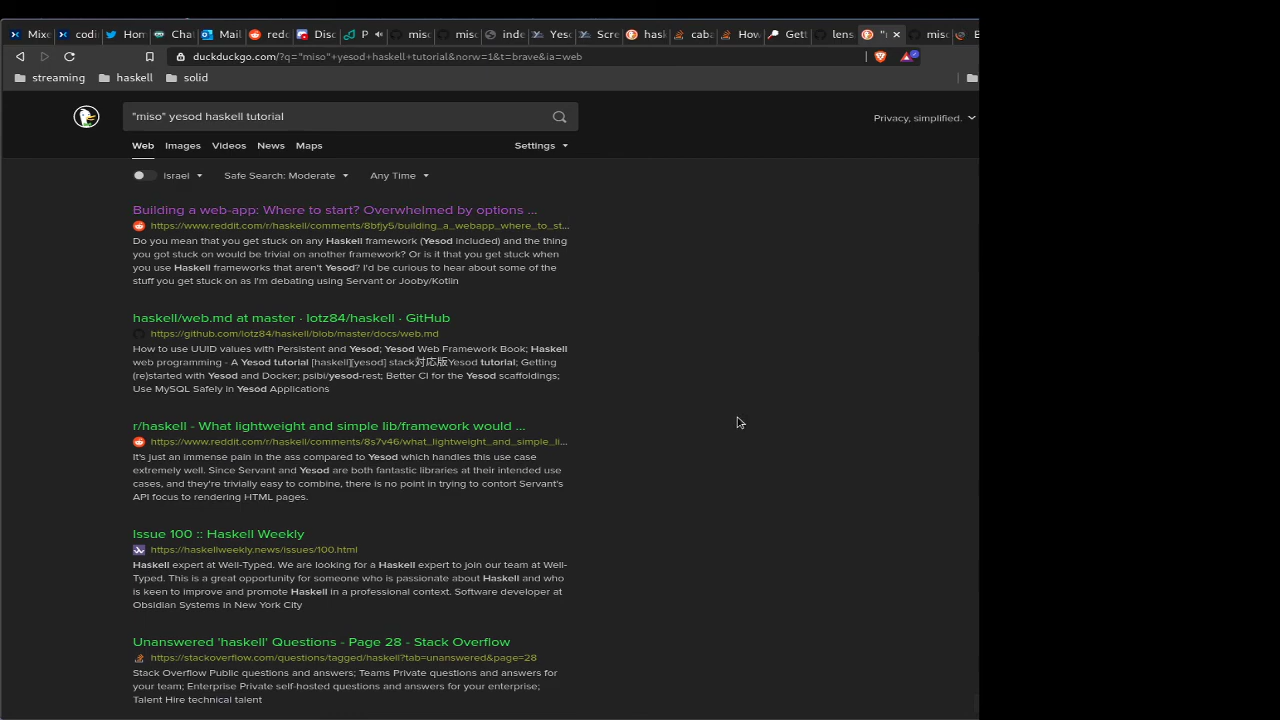 Mixe codi Hom Chat Mail redd Disc P misc misc inde Yes Scre hask caba How Gett lens "r misc E
duckduckgo.com/?q="miso"+yesod+haskell+tutorial&norw=1&t=brave&ia=web
streaming haskell solid
"miso" yesod haskell tutorial
Privacy, simplified.
Web Images Videos News Maps Settings
Israel Safe Search: Moderate Any Time
Building a web-app: Where to start? Overwhelmed by options ...
https://www.reddit.com/r/haskell/comments/8bfjy5/building_a_webapp_where_to_st...
Do you mean that you get stuck on any Haskell framework (Yesod included) and the thing
you got stuck on would be trivial on another framework? Or is it that you get stuck when
you use Haskell frameworks that aren't Yesod? I'd be curious to hear about some of the
stuff you get stuck on as I'm debating using Servant or Jooby/Kotlin
haskell/web.md at master · lotz84/haskell · GitHub
https://github.com/lotz84/haskell/blob/master/docs/web.md
How to use UUID values with Persistent and Yesod; Yesod Web Framework Book; Haskell
web programming - A Yesod tutorial [haskell][yesod] stack対応版Yesod tutorial; Getting
(re)started with Yesod and Docker; psibi/yesod-rest; Better CI for the Yesod scaffoldings;
Use MySQL Safely in Yesod Applications
r/haskell - What lightweight and simple lib/framework would ...
https://www.reddit.com/r/haskell/comments/8s7v46/what_lightweight_and_simple_li...
It's just an immense pain in the ass compared to Yesod which handles this use case
extremely well. Since Servant and Yesod are both fantastic libraries at their intended use
cases, and they're trivially easy to combine, there is no point in trying to contort Servant's
API focus to rendering HTML pages.
Issue 100 :: Haskell Weekly
https://haskellweekly.news/issues/100.html
Haskell expert at Well-Typed. We are looking for a Haskell expert to join our team at Well-
Typed. This is a great opportunity for someone who is passionate about Haskell and who
is keen to improve and promote Haskell in a professional context. Software developer at
Obsidian Systems in New York City
Unanswered 'haskell' Questions - Page 28 - Stack Overflow
https://stackoverflow.com/questions/tagged/haskell?tab=unanswered&page=28
Stack Overflow Public questions and answers; Teams Private questions and answers for
your team; Enterprise Private self-hosted questions and answers for your enterprise;
Talent Hire technical talent